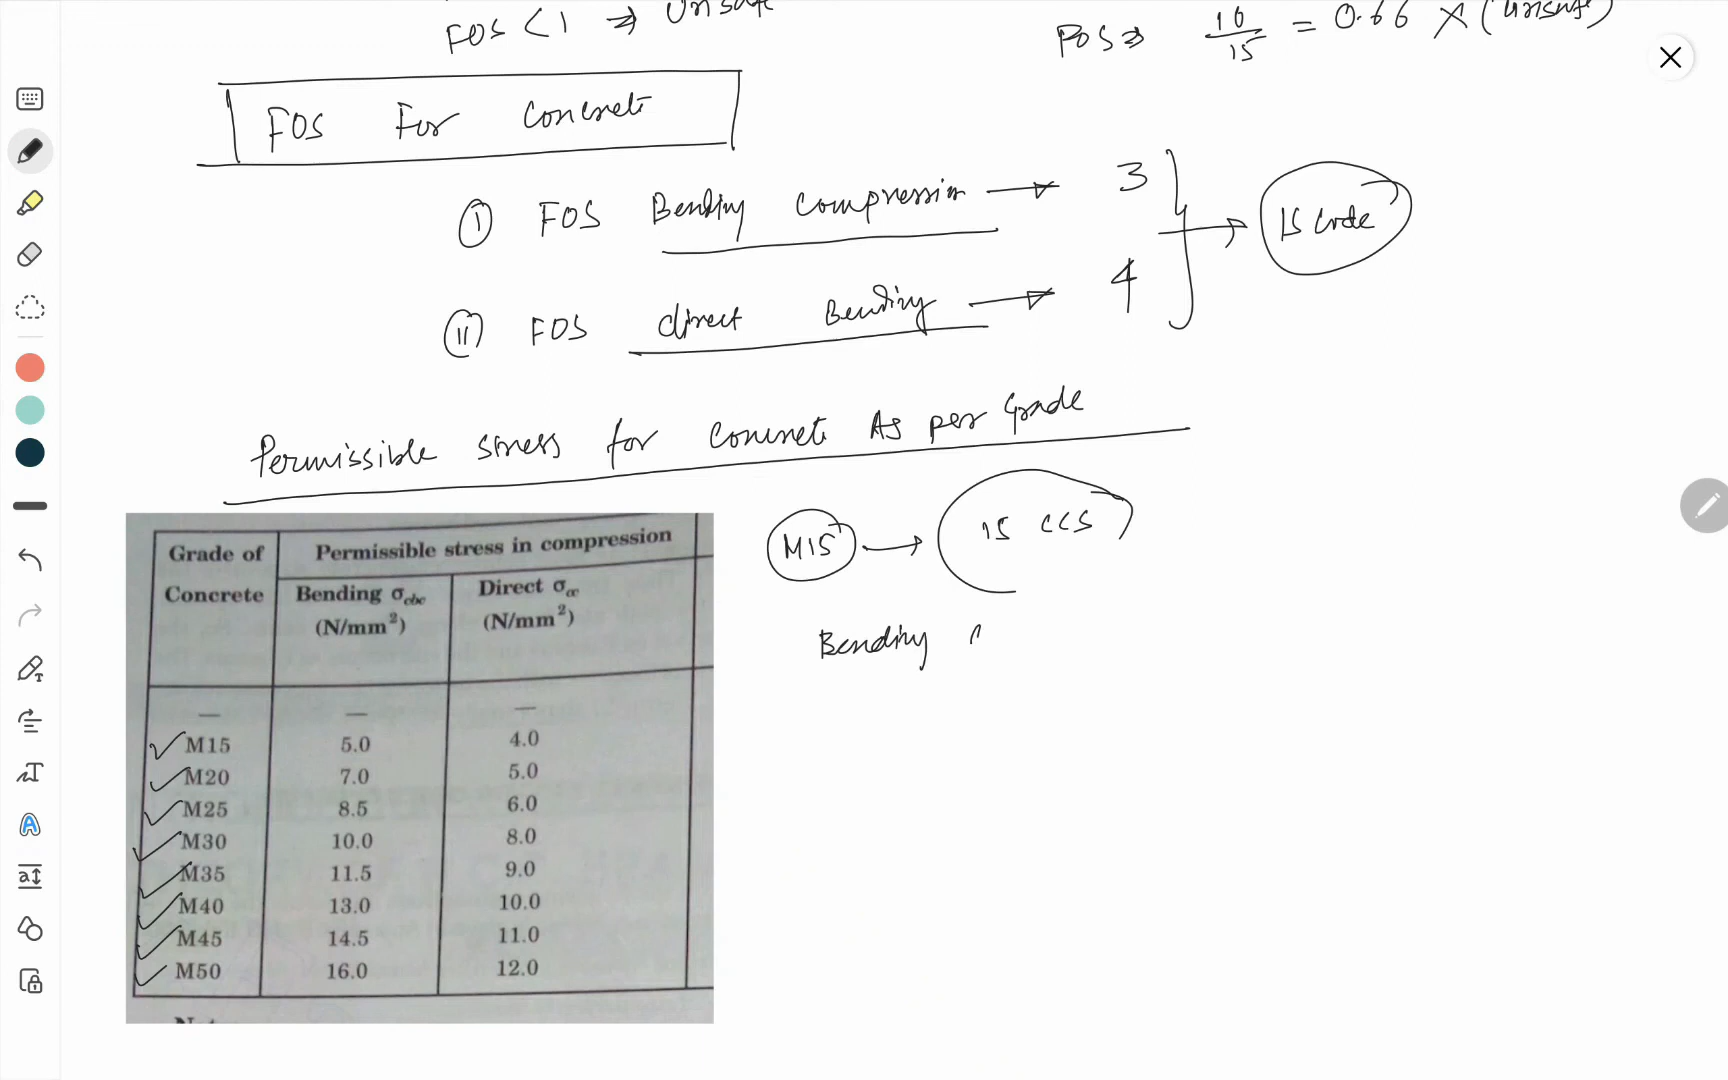 FOS < 1 ⇒ Unsafe
FOS ⇒ 10/15 = 0.66 × (Unsafe)
FOS For Concrete
(I) FOS Bending compression → 3
IS Code
(II) FOS direct Bending → 4
Permissible stress for concrete As per Grade
M15 → 15 CCS
Bending
Grade of Concrete
Permissible stress in compression
Bending σcbc (N/mm²)
Direct σcc (N/mm²)
— — —
M15 5.0 4.0
M20 7.0 5.0
M25 8.5 6.0
M30 10.0 8.0
M35 11.5 9.0
M40 13.0 10.0
M45 14.5 11.0
M50 16.0 12.0